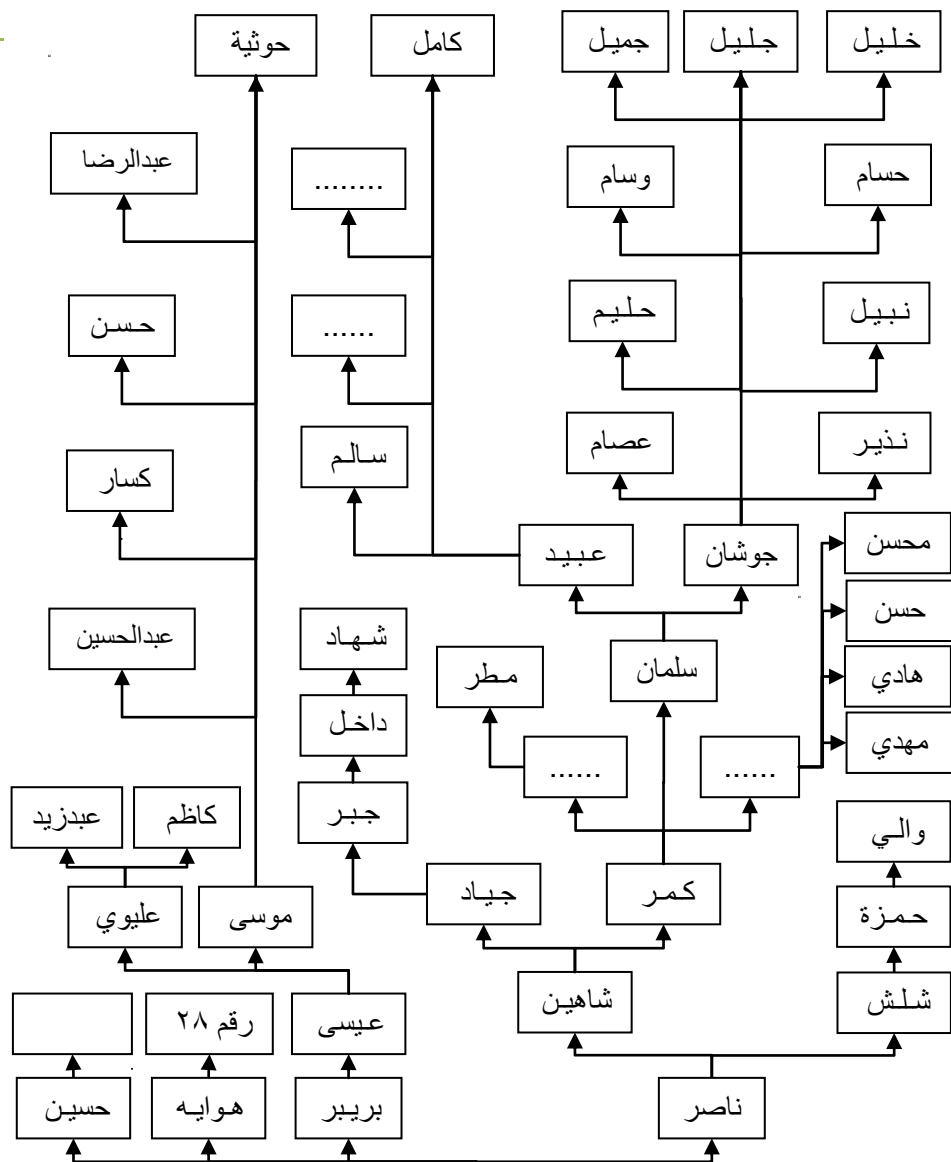 خليل
جليل
جميل
كامل
حوثية
حسام
وسام
........
عبدالرضا
نبيل
حليم
......
حسن
نذير
عصام
سالم
كسار
محسن
جوشان
عبيد
حسن
شهاد
عبدالحسين
هادي
سلمان
مطر
داخل
مهدي
......
......
جبر
والي
كاظم
عبدزيد
حمزة
كمر
جياد
موسى
عليوي
شلش
شاهين
عيسى
رقم ٢٨
ناصر
بريبر
هوايه
حسين